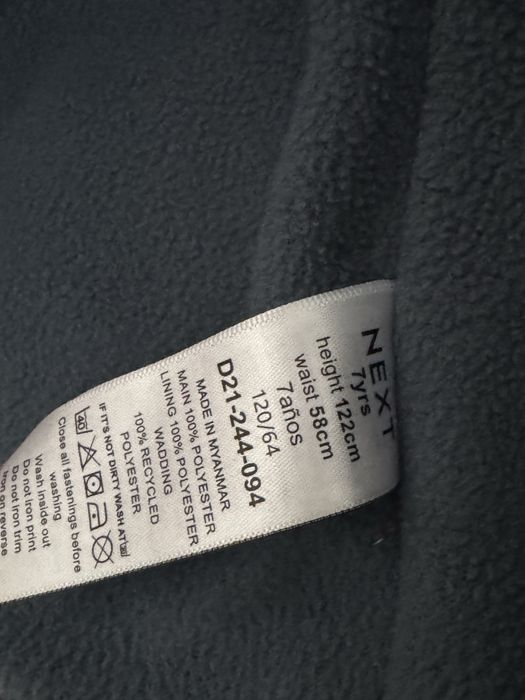 NEXT
7yrs
height 122cm
waist 58cm
7años
120/64
D21-244-094
MADE IN MYANMAR
MAIN 100% POLYESTER
LINING 100% POLYESTER
WADDING
100% RECYCLED
POLYESTER
IF IT'S NOT DIRTY WASH AT
40
Close all fastenings before
washing
Wash inside out
Do not iron print
Do not iron trim
Iron on reverse